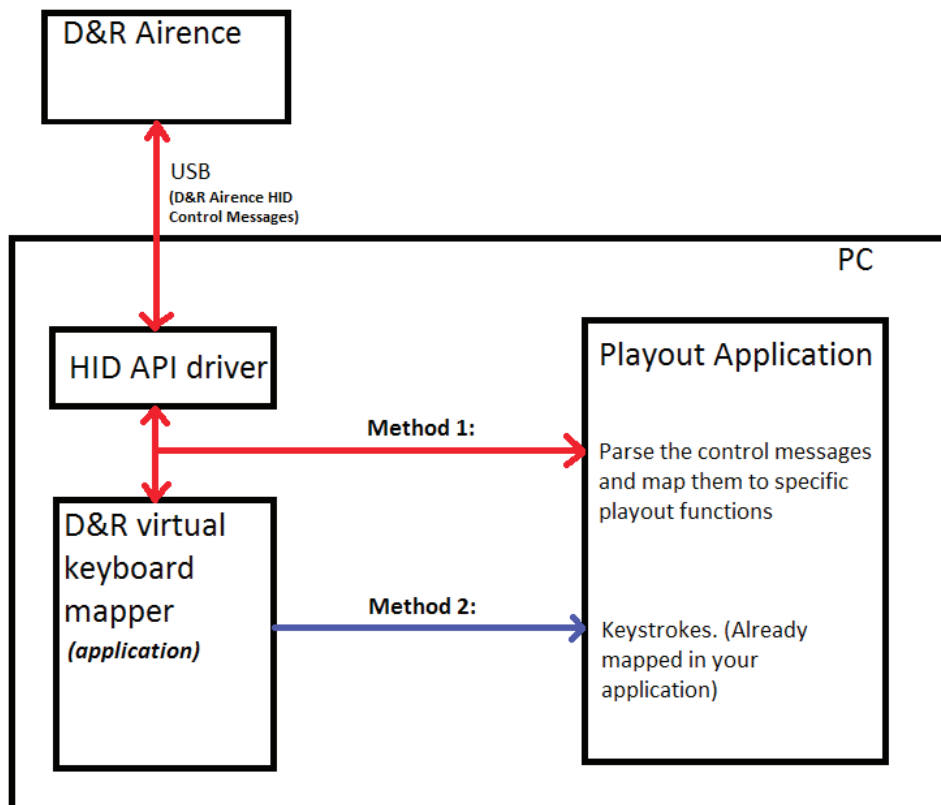 D&R Airence
USB
(D&R Airence HID
Control Messages)
PC
HID API driver
Playout Application
Method 1:
Parse the control messages
and map them to specific
playout functions
D&R virtual
keyboard
mapper
(application)
Method 2:
Keystrokes. (Already
mapped in your
application)